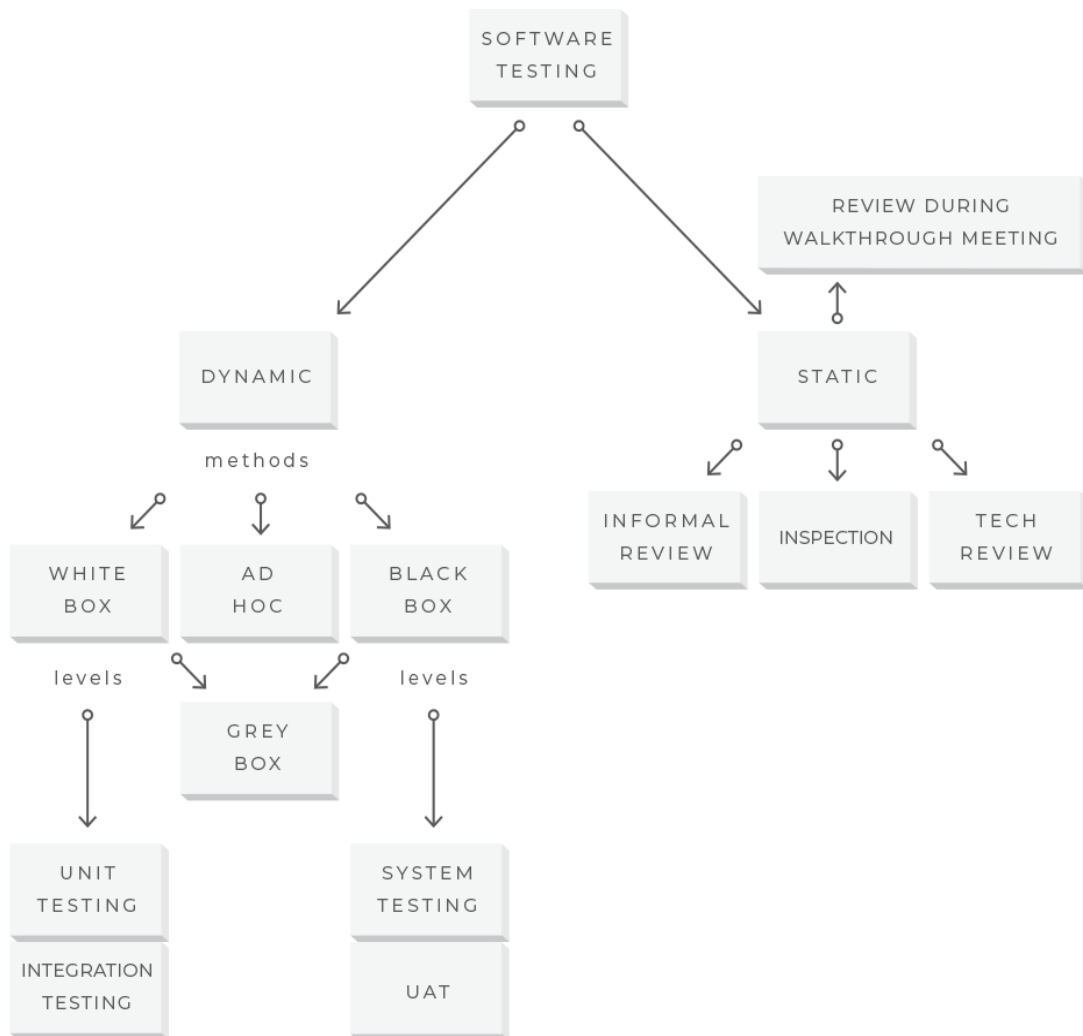 SOFTWARE
TESTING
REVIEW DURING
WALKTHROUGH MEETING
DYNAMIC
STATIC
methods
INFORMAL
REVIEW
INSPECTION
TECH
REVIEW
WHITE
BOX
AD
HOC
BLACK
BOX
levels
levels
GREY
BOX
UNIT
TESTING
SYSTEM
TESTING
INTEGRATION
TESTING
UAT